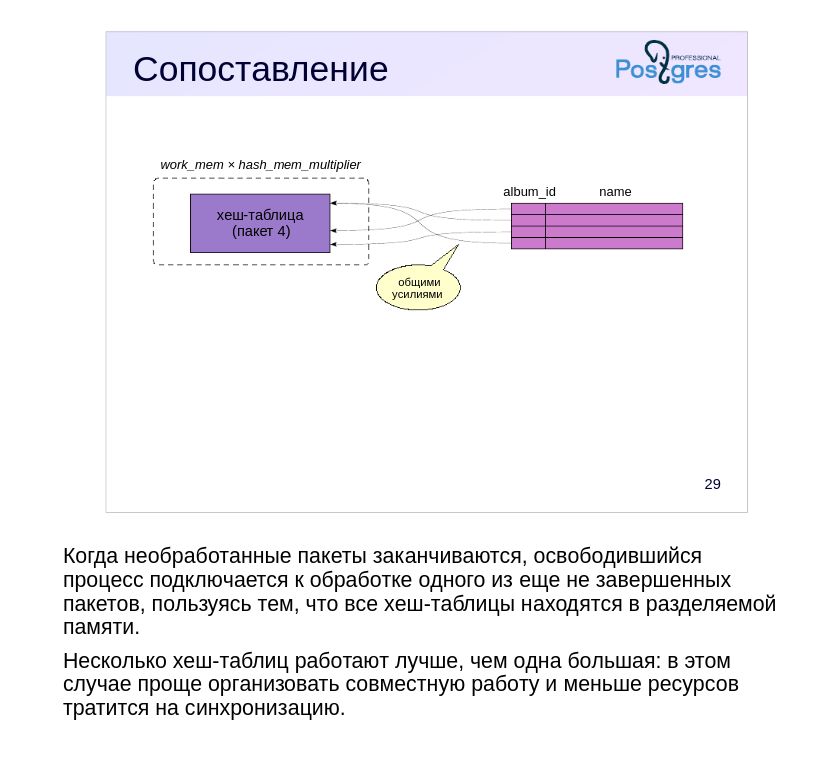 Сопоставление
PROFESSIONAL
Postgres
work_mem × hash_mem_multiplier
хеш-таблица
(пакет 4)
album_id name
общими
усилиями
29
Когда необработанные пакеты заканчиваются, освободившийся
процесс подключается к обработке одного из еще не завершенных
пакетов, пользуясь тем, что все хеш-таблицы находятся в разделяемой
памяти.
Несколько хеш-таблиц работают лучше, чем одна большая: в этом
случае проще организовать совместную работу и меньше ресурсов
тратится на синхронизацию.